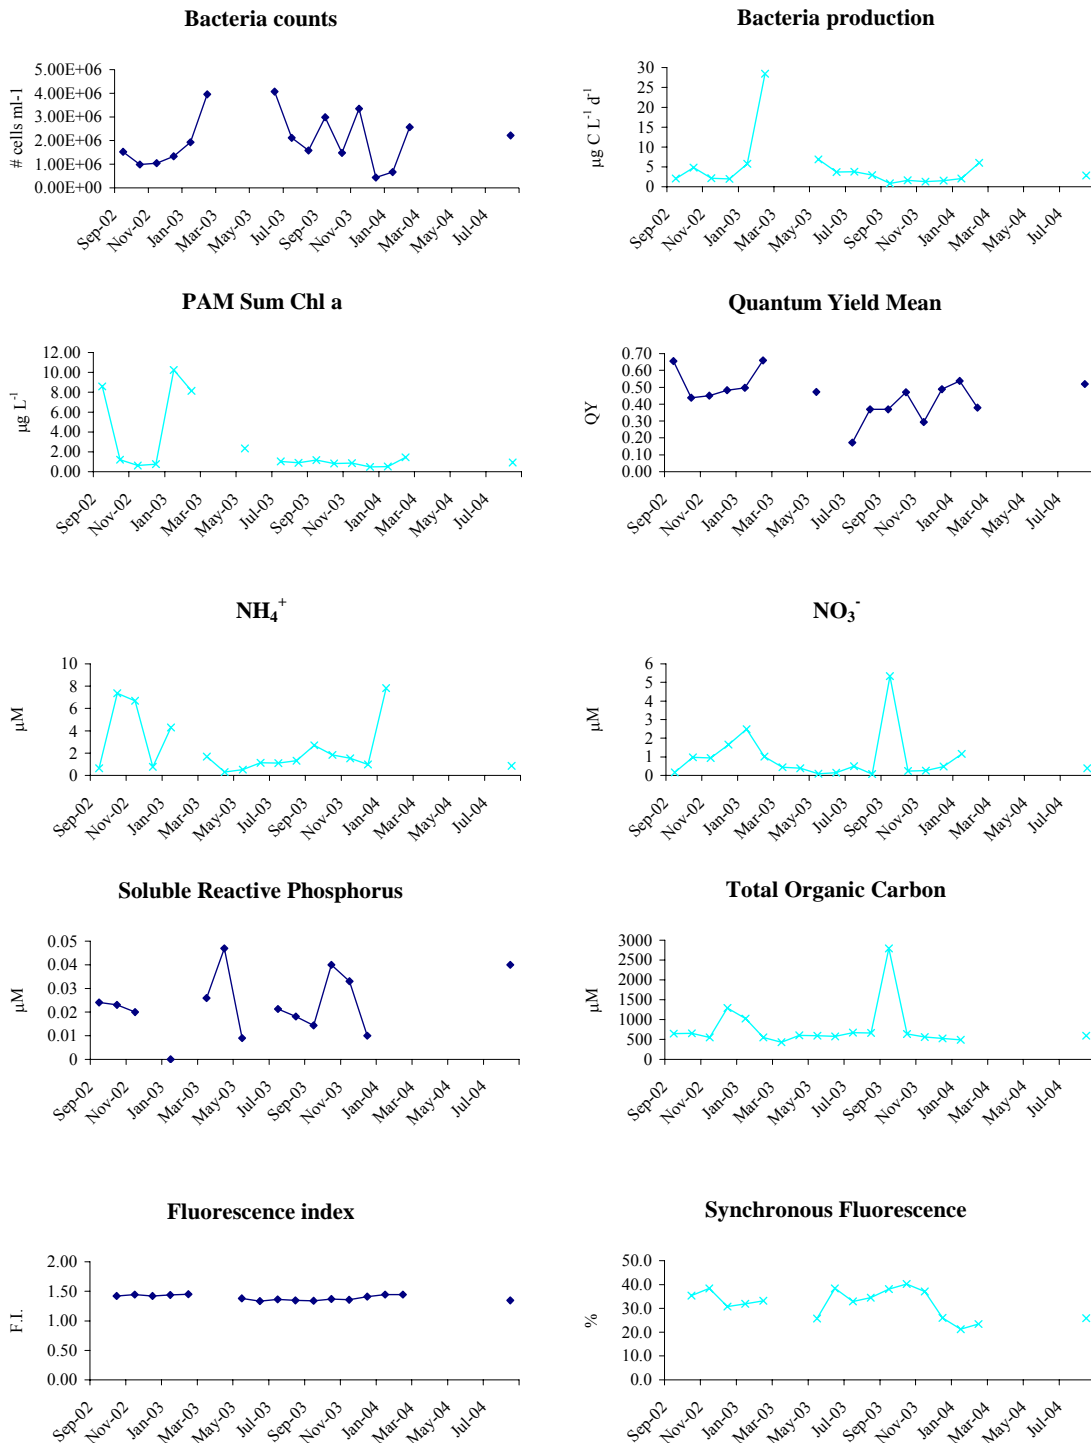 Bacteria counts
# cells ml-1
5.00E+06
4.00E+06
3.00E+06
2.00E+06
1.00E+06
0.00E+00
Sep-02 Nov-02 Jan-03 Mar-03 May-03 Jul-03 Sep-03 Nov-03 Jan-04 Mar-04 May-04 Jul-04
Bacteria production
µg C L⁻¹ d⁻¹
30
25
20
15
10
5
0
Sep-02 Nov-02 Jan-03 Mar-03 May-03 Jul-03 Sep-03 Nov-03 Jan-04 Mar-04 May-04 Jul-04
PAM Sum Chl a
µg L⁻¹
12.00
10.00
8.00
6.00
4.00
2.00
0.00
Sep-02 Nov-02 Jan-03 Mar-03 May-03 Jul-03 Sep-03 Nov-03 Jan-04 Mar-04 May-04 Jul-04
Quantum Yield Mean
QY
0.70
0.60
0.50
0.40
0.30
0.20
0.10
0.00
Sep-02 Nov-02 Jan-03 Mar-03 May-03 Jul-03 Sep-03 Nov-03 Jan-04 Mar-04 May-04 Jul-04
NH₄⁺
µM
10
8
6
4
2
0
Sep-02 Nov-02 Jan-03 Mar-03 May-03 Jul-03 Sep-03 Nov-03 Jan-04 Mar-04 May-04 Jul-04
NO₃⁻
µM
6
5
4
3
2
1
0
Sep-02 Nov-02 Jan-03 Mar-03 May-03 Jul-03 Sep-03 Nov-03 Jan-04 Mar-04 May-04 Jul-04
Soluble Reactive Phosphorus
µM
0.05
0.04
0.03
0.02
0.01
0
Sep-02 Nov-02 Jan-03 Mar-03 May-03 Jul-03 Sep-03 Nov-03 Jan-04 Mar-04 May-04 Jul-04
Total Organic Carbon
µM
3000
2500
2000
1500
1000
500
0
Sep-02 Nov-02 Jan-03 Mar-03 May-03 Jul-03 Sep-03 Nov-03 Jan-04 Mar-04 May-04 Jul-04
Fluorescence index
F.I.
2.00
1.50
1.00
0.50
0.00
Sep-02 Nov-02 Jan-03 Mar-03 May-03 Jul-03 Sep-03 Nov-03 Jan-04 Mar-04 May-04 Jul-04
Synchronous Fluorescence
%
50.0
40.0
30.0
20.0
10.0
0.0
Sep-02 Nov-02 Jan-03 Mar-03 May-03 Jul-03 Sep-03 Nov-03 Jan-04 Mar-04 May-04 Jul-04